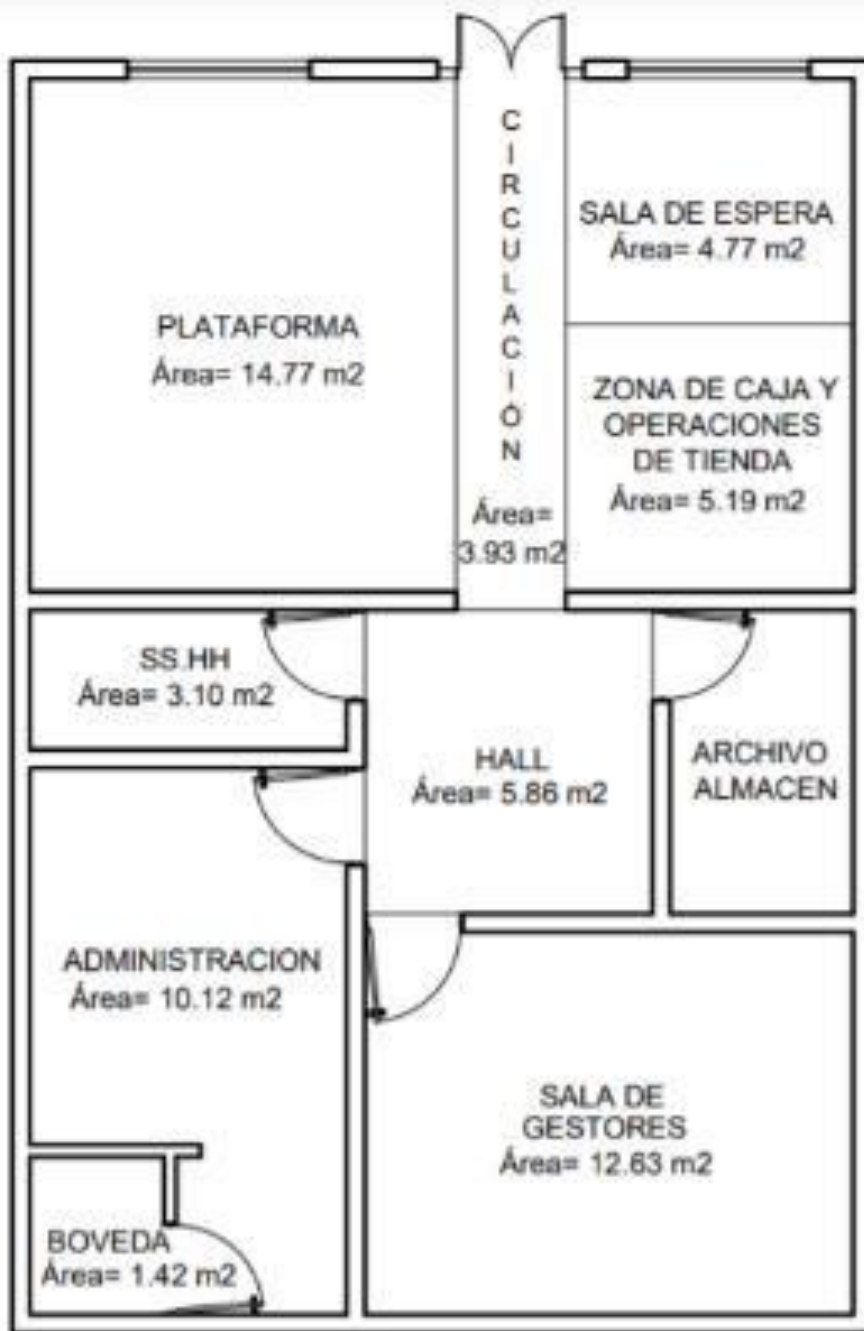 CIRCULACIÓN
Área=
3.93 m2
SALA DE ESPERA
Área= 4.77 m2
PLATAFORMA
Área= 14.77 m2
ZONA DE CAJA Y
OPERACIONES
DE TIENDA
Área= 5.19 m2
SS.HH
Área= 3.10 m2
HALL
Área= 5.86 m2
ARCHIVO
ALMACEN
ADMINISTRACION
Área= 10.12 m2
SALA DE
GESTORES
Área= 12.63 m2
BOVEDA
Área= 1.42 m2